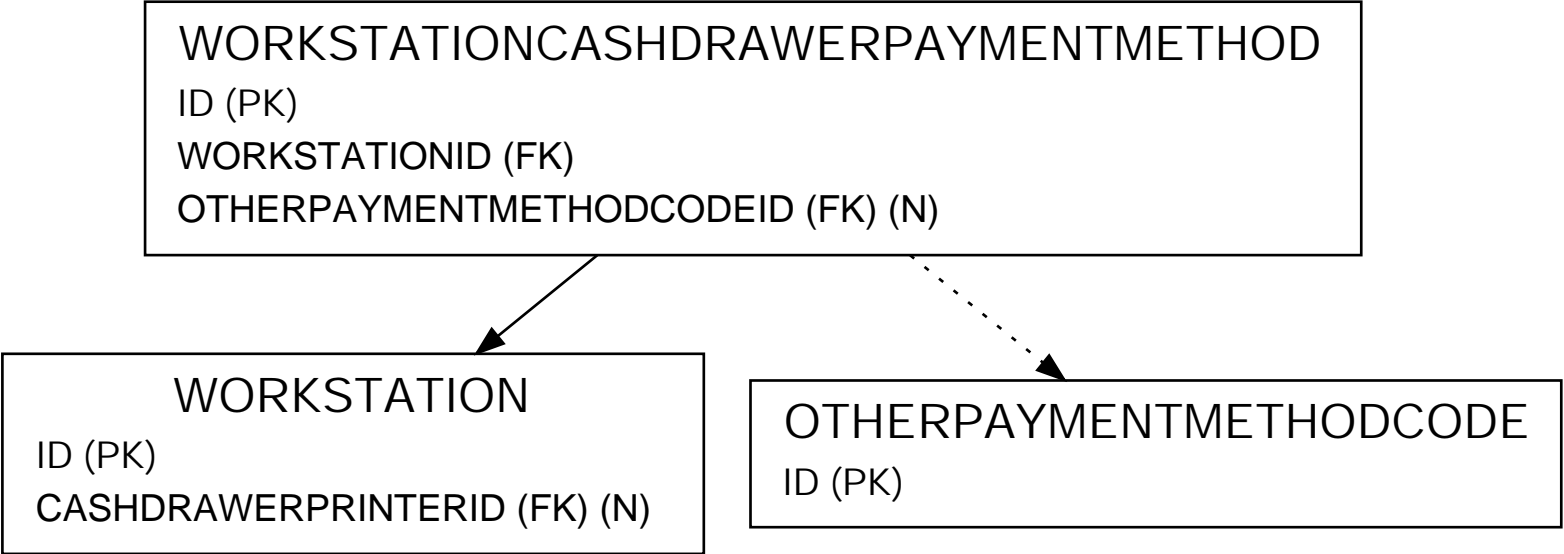 WORKSTATIONCASHDRAWERPAYMENTMETHOD
ID (PK)
WORKSTATIONID (FK)
OTHERPAYMENTMETHODCODEID (FK) (N)
WORKSTATION
ID (PK)
CASHDRAWERPRINTERID (FK) (N)
OTHERPAYMENTMETHODCODE
ID (PK)